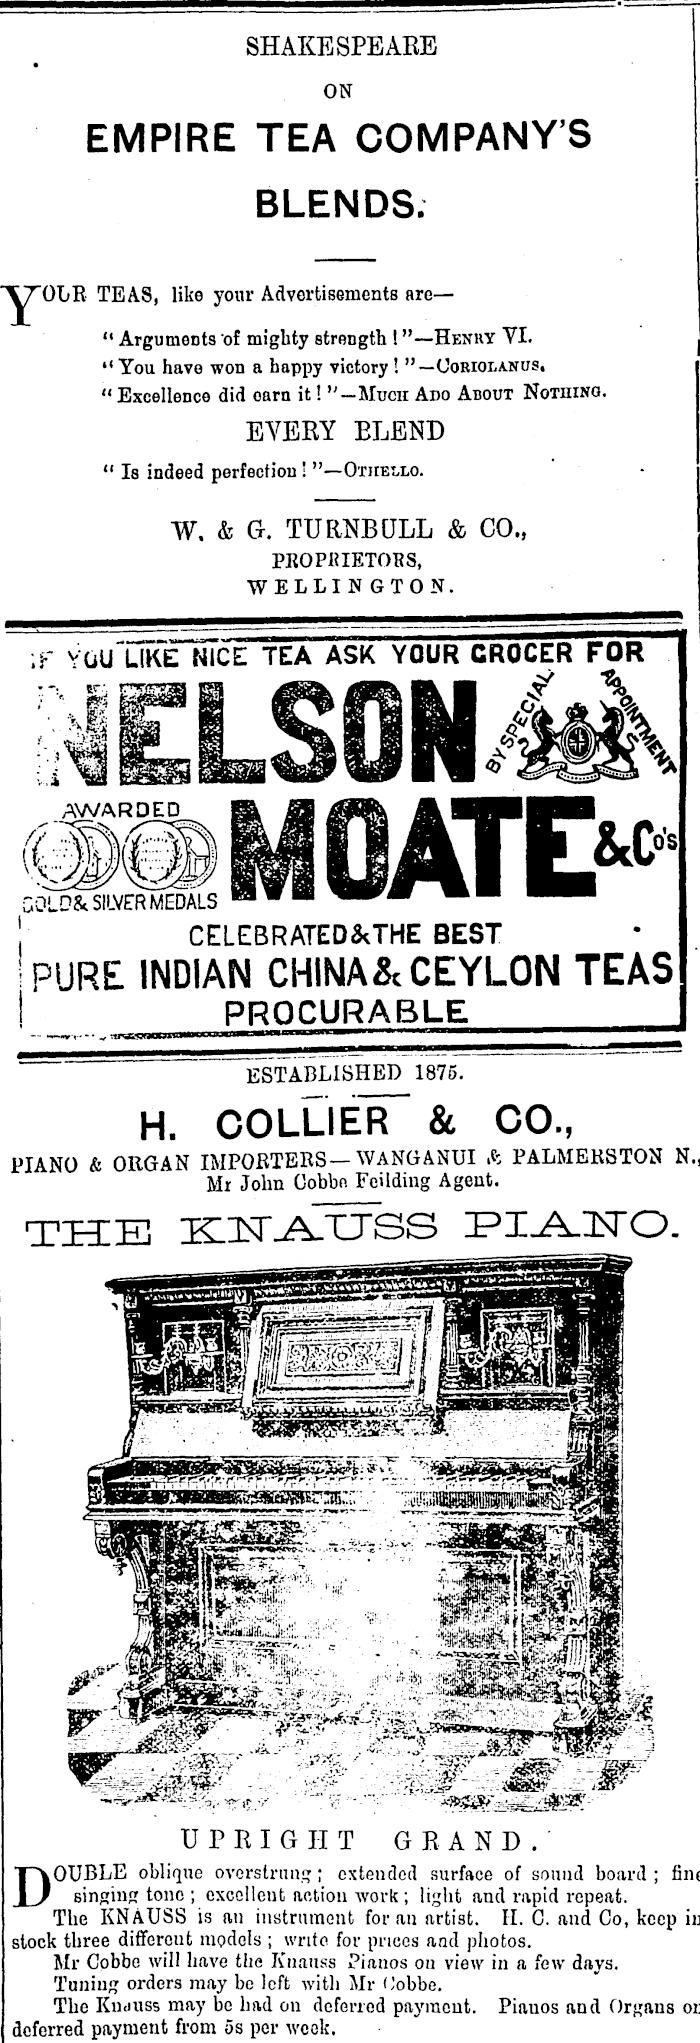 SHAKESPEARE
ON
EMPIRE TEA COMPANY'S
BLENDS.
YOUR TEAS, like your Advertisements are—
"Arguments of mighty strength!"—HENRY VI.
"You have won a happy victory!"—CORIOLANUS.
"Excellence did earn it!"—MUCH ADO ABOUT NOTHING.
EVERY BLEND
"Is indeed perfection!"—OTHELLO.
W. & G. TURNBULL & CO.,
PROPRIETORS,
WELLINGTON.
IF YOU LIKE NICE TEA ASK YOUR GROCER FOR
NELSON
BY SPECIAL APPOINTMENT
MOATE & Co's
AWARDED
GOLD & SILVER MEDALS
CELEBRATED & THE BEST
PURE INDIAN CHINA & CEYLON TEAS
PROCURABLE
ESTABLISHED 1875.
H. COLLIER & CO.,
PIANO & ORGAN IMPORTERS—WANGANUI & PALMERSTON N.,
Mr John Cobbe Feilding Agent.
THE KNAUSS PIANO.
UPRIGHT GRAND.
DOUBLE oblique overstrung; extended surface of sound board; fine
singing tone; excellent action work; light and rapid repeat.
The KNAUSS is an instrument for an artist. H. C. and Co, keep in
stock three different models; write for prices and photos.
Mr Cobbe will have the Knauss Pianos on view in a few days.
Tuning orders may be left with Mr Cobbe.
The Knauss may be had on deferred payment. Pianos and Organs on
deferred payment from 5s per week.